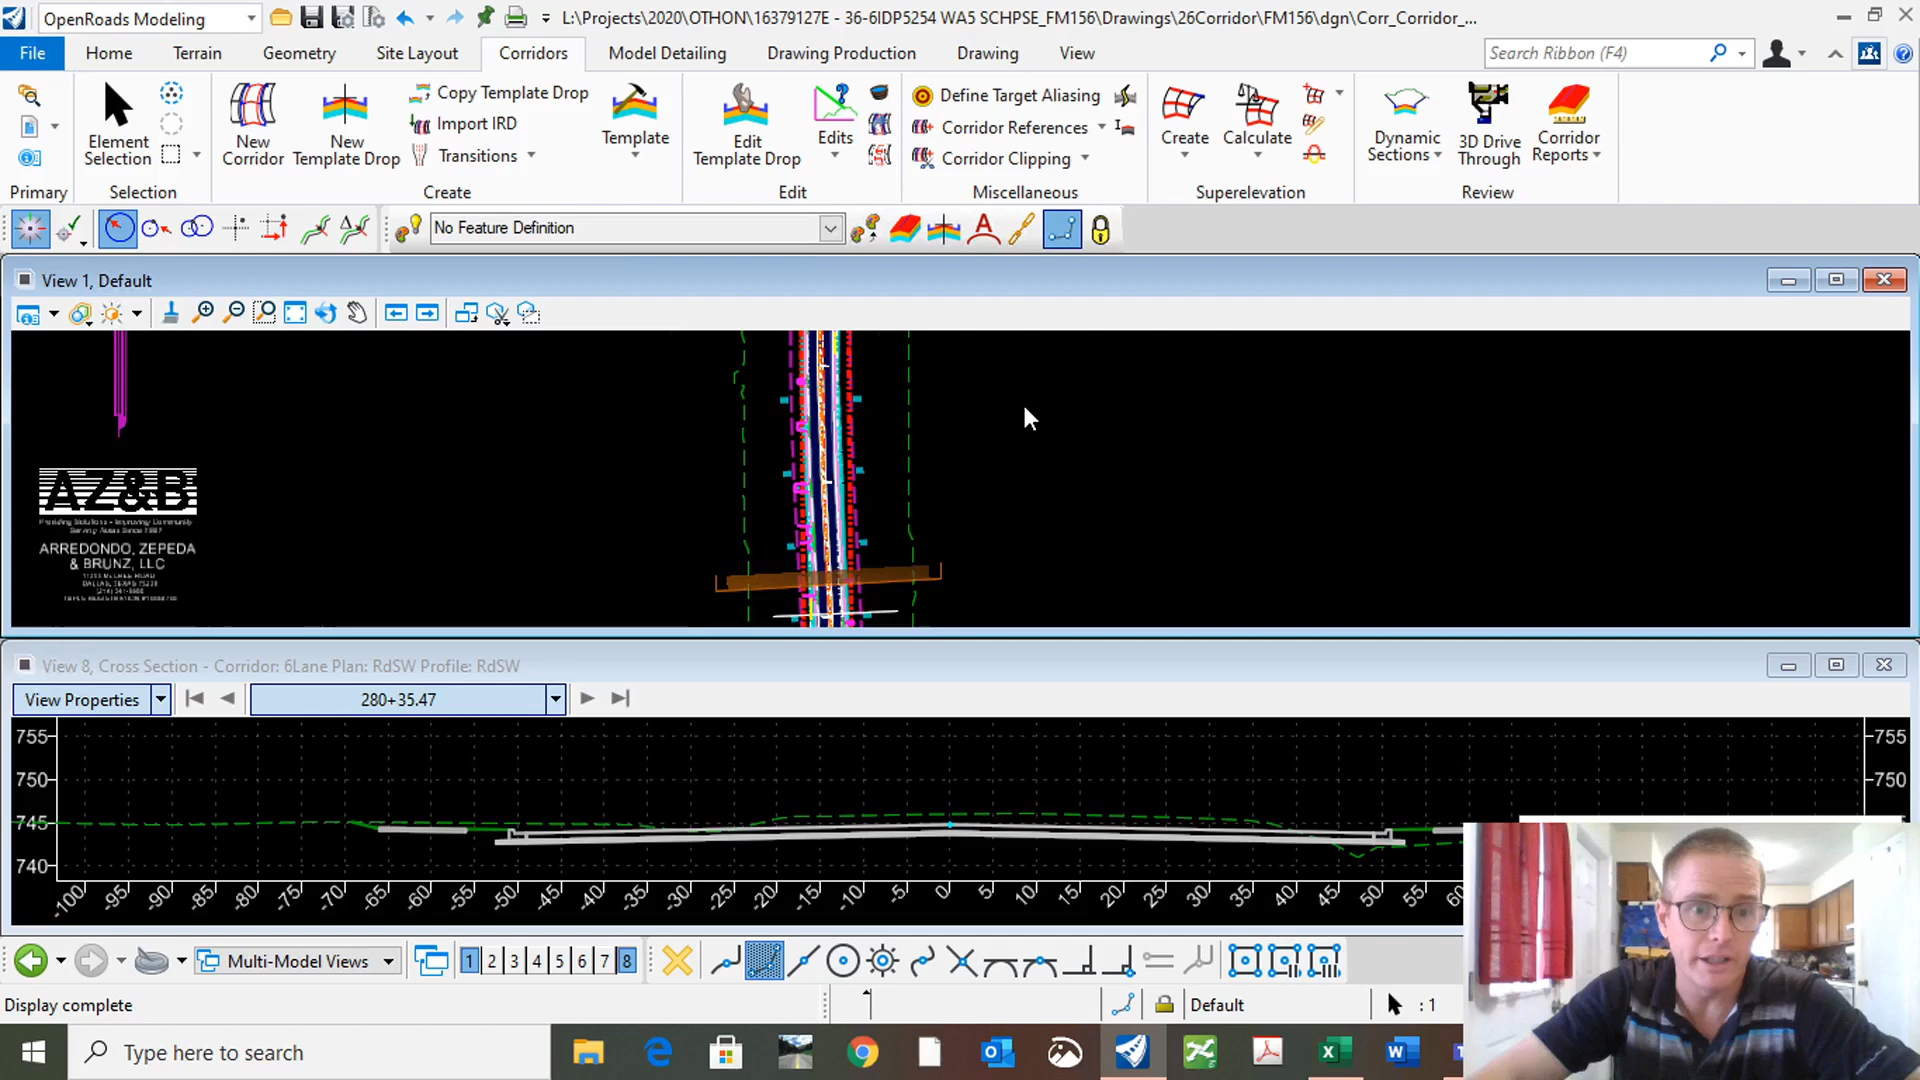 OpenRoads Modeling
L:\Projects\2020\OTHON\16379127E - 36-6IDP5254 WA5 SCHPSE_FM156\Drawings\26Corridor\FM156\dgn\Corr_Corridor_...
File Home Terrain Geometry Site Layout Corridors Model Detailing Drawing Production Drawing View
Search Ribbon (F4)
Element Selection
New Corridor
New Template Drop
Copy Template Drop
Import IRD
Transitions
Template
Edit Template Drop
Edits
Define Target Aliasing
Corridor References
Corridor Clipping
Create
Calculate
Dynamic Sections
3D Drive Through
Corridor Reports
Primary Selection Create Edit Miscellaneous Superelevation Review
No Feature Definition
View 1, Default
AZ&B
Providing Solutions - Improving Community
ARREDONDO, ZEPEDA
& BRUNZ, LLC
DALLAS, TEXAS
View 8, Cross Section - Corridor: 6Lane Plan: RdSW Profile: RdSW
View Properties 280+35.47
755 755
750 750
745
740
-100 -95 -90 -85 -80 -75 -70 -65 -60 -55 -50 -45 -40 -35 -30 -25 -20 -15 -10 -5 0 5 10 15 20 25 30 35 40 45 50 55
Multi-Model Views 1 2 3 4 5 6 7 8
Display complete Default : 1
Type here to search